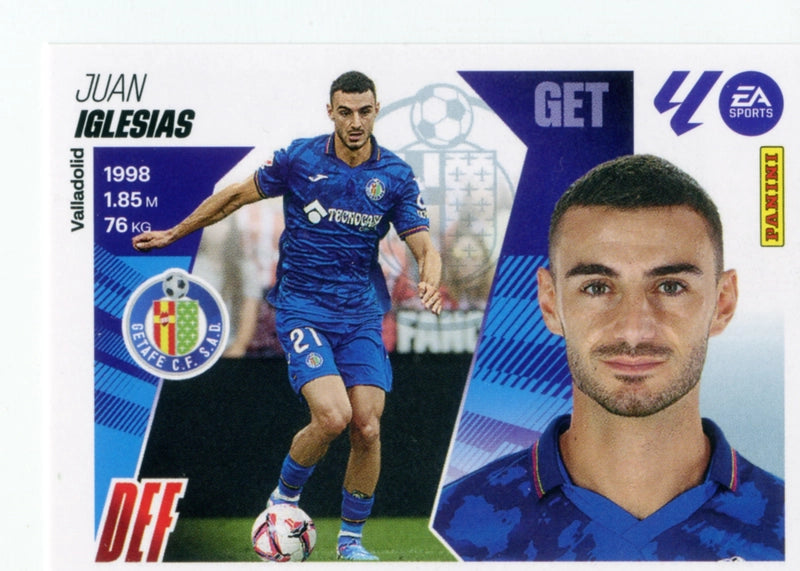 JUAN
IGLESIAS
Valladolid
1998
1.85 M
76 KG
GETAFE C.F. S.A.D.
DEF
TECNOCASA
21
GET
EA
SPORTS
PANINI